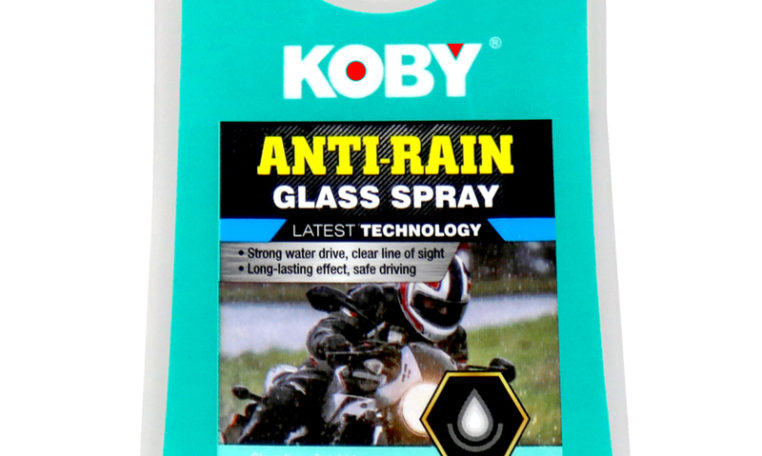 KOBY®
ANTI-RAIN
GLASS SPRAY
LATEST TECHNOLOGY
• Strong water drive, clear line of sight
• Long-lasting effect, safe driving